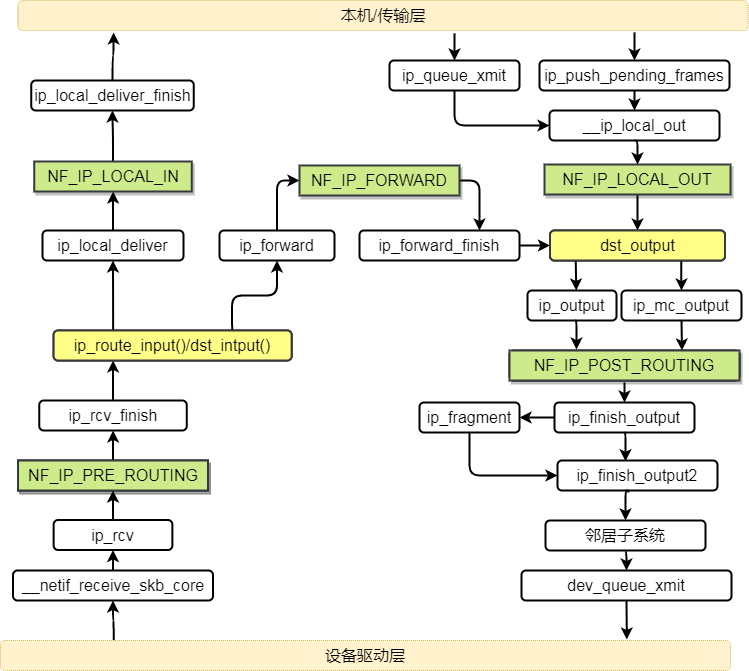 本机/传输层
ip_queue_xmit
ip_push_pending_frames
ip_local_deliver_finish
__ip_local_out
NF_IP_LOCAL_IN
NF_IP_FORWARD
NF_IP_LOCAL_OUT
ip_local_deliver
ip_forward
ip_forward_finish
dst_output
ip_output
ip_mc_output
ip_route_input()/dst_intput()
NF_IP_POST_ROUTING
ip_rcv_finish
ip_fragment
ip_finish_output
NF_IP_PRE_ROUTING
ip_finish_output2
ip_rcv
邻居子系统
__netif_receive_skb_core
dev_queue_xmit
设备驱动层